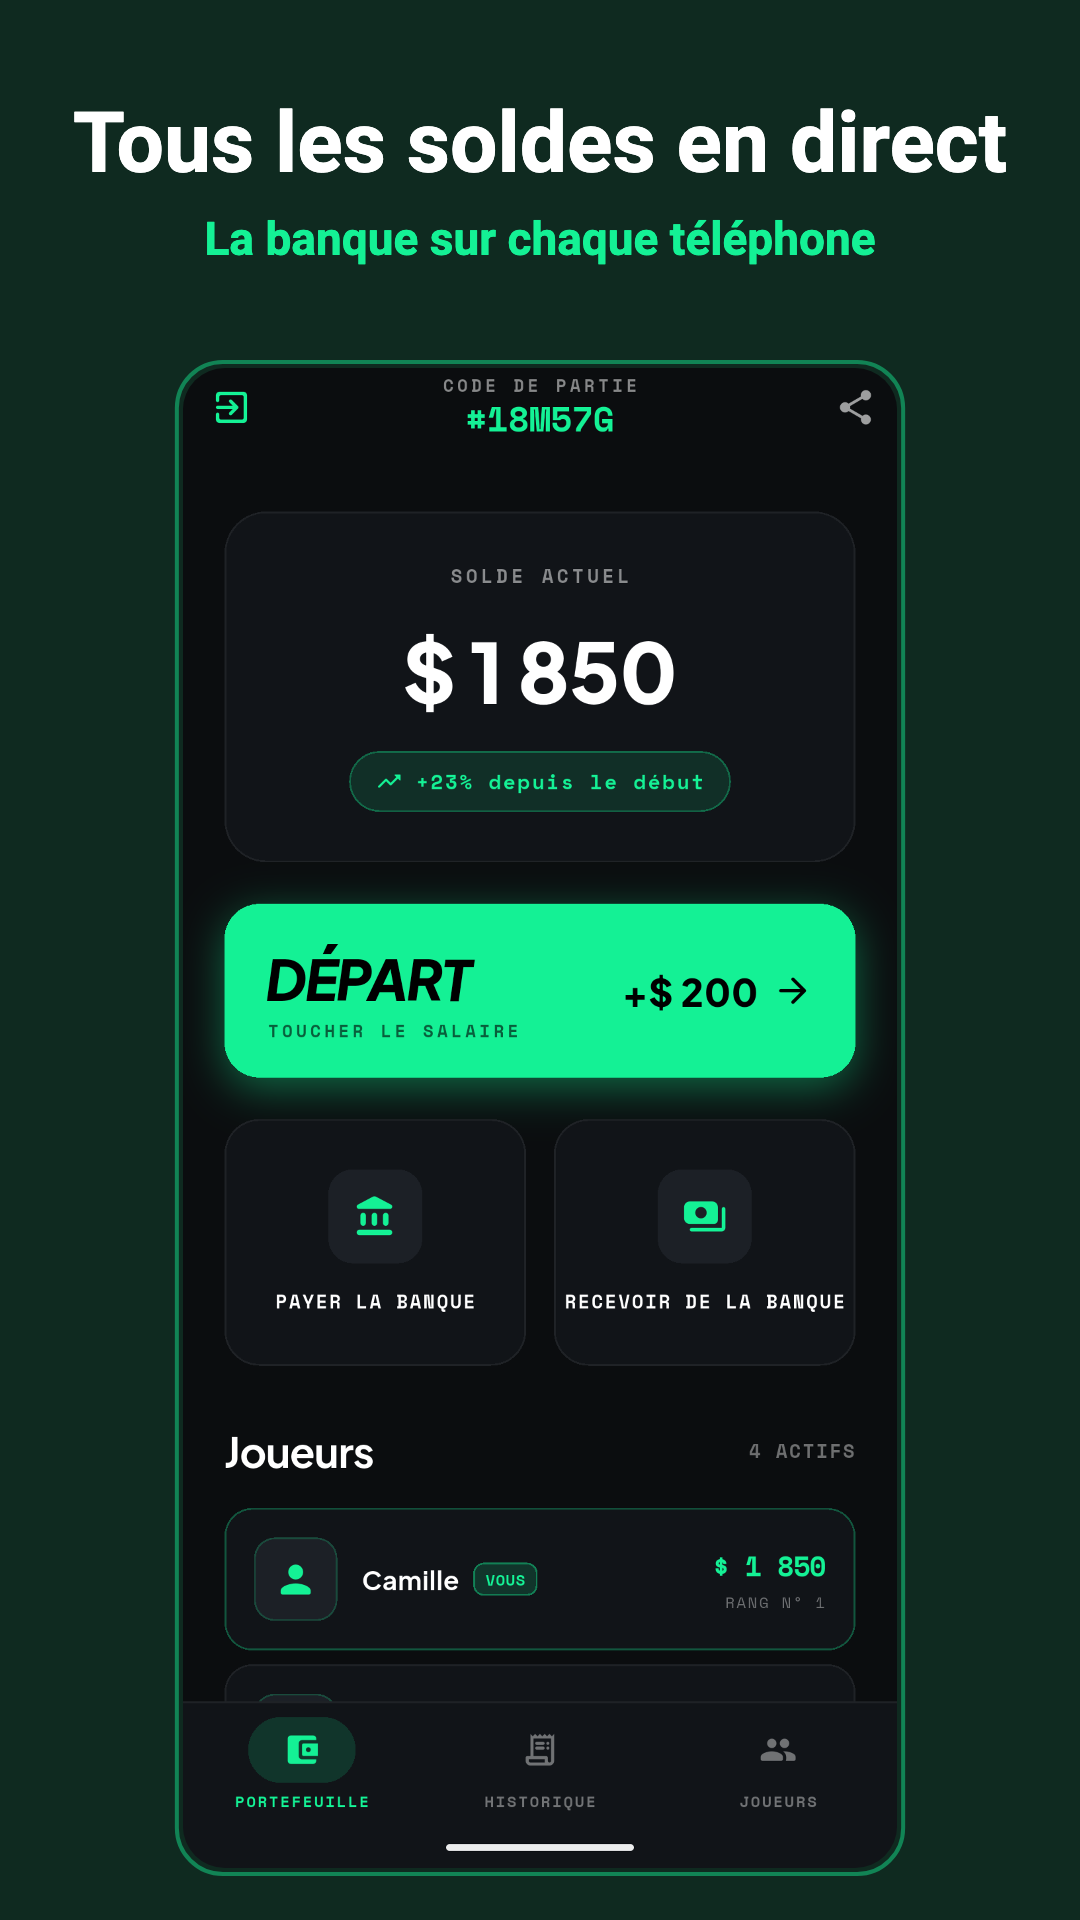 Tous les soldes en direct
La banque sur chaque téléphone
CODE DE PARTIE
#18M57G
SOLDE ACTUEL
$ 1 850
+23% depuis le début
DÉPART
TOUCHER LE SALAIRE
+$ 200
PAYER LA BANQUE
RECEVOIR DE LA BANQUE
Joueurs
4 ACTIFS
Camille
VOUS
$ 1 850
RANG N° 1
PORTEFEUILLE
HISTORIQUE
JOUEURS